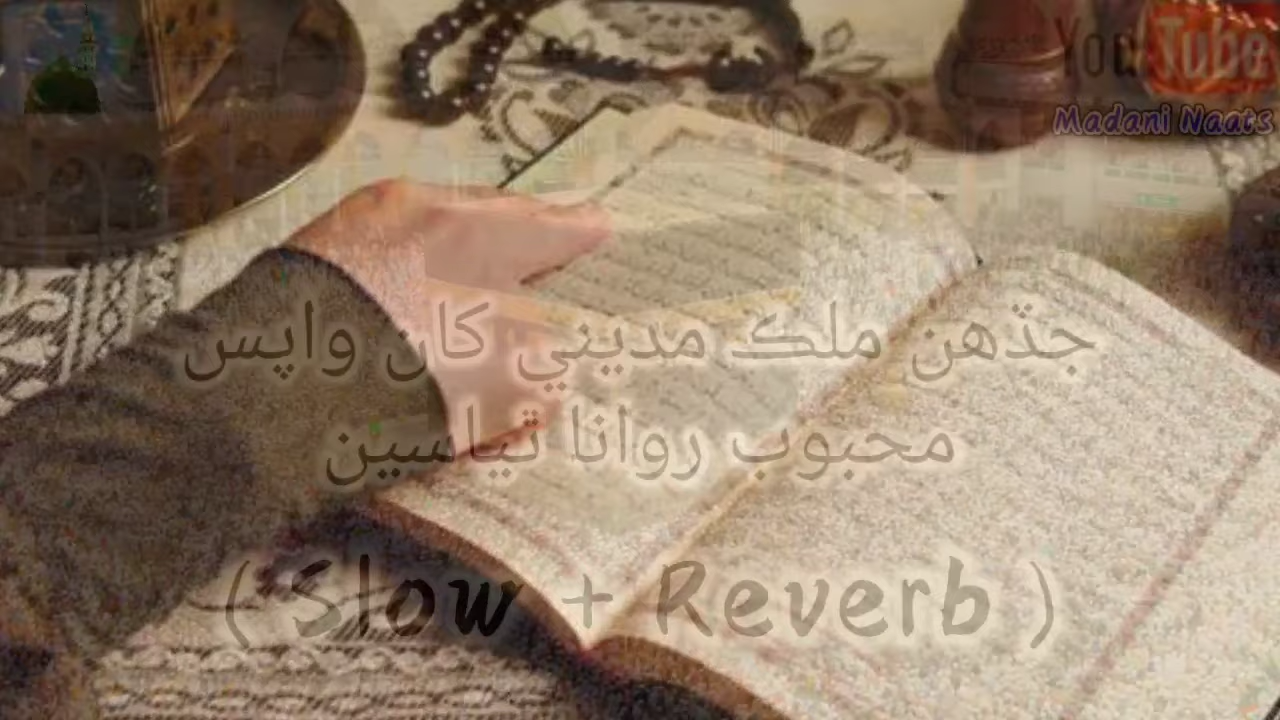 YouTube
Madani Naats
جڏهن ملڪ مديني کان واپس
محبوب روانا ٿياسين
( Slow + Reverb )